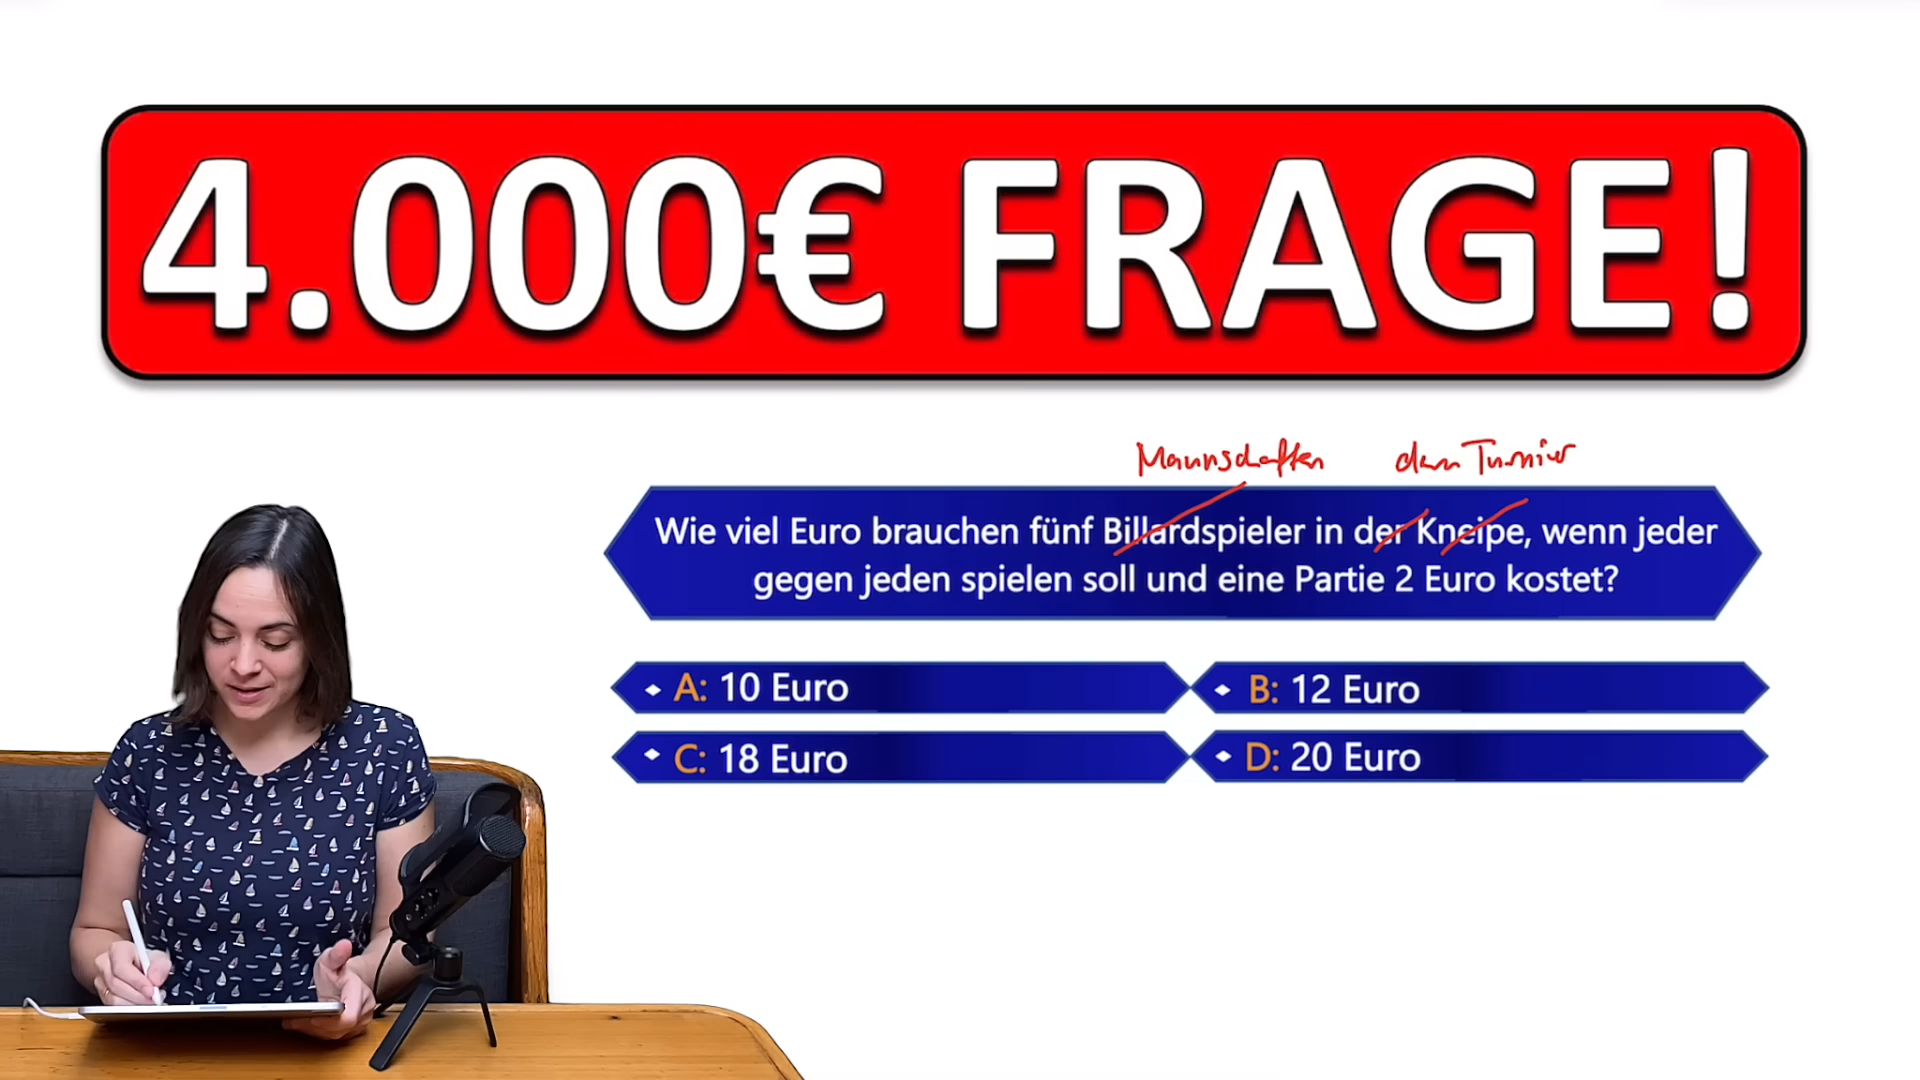 4.000€ FRAGE!
Mannschaften dem Turnier
Wie viel Euro brauchen fünf Billardspieler in der Kneipe, wenn jeder
gegen jeden spielen soll und eine Partie 2 Euro kostet?
A: 10 Euro
B: 12 Euro
C: 18 Euro
D: 20 Euro